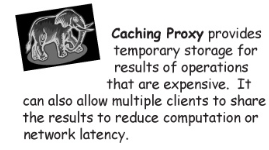 Caching Proxy provides
temporary storage for
results of operations
that are expensive. It
can also allow multiple clients to share
the results to reduce computation or
network latency.